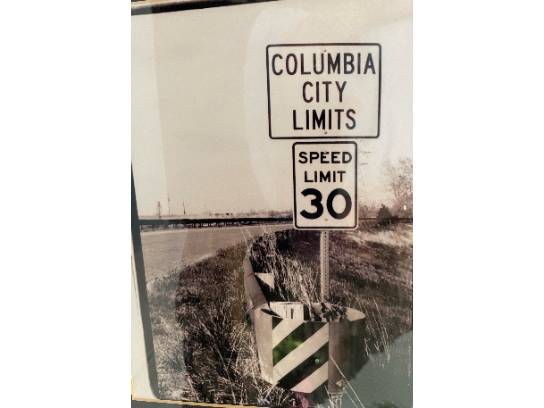 COLUMBIA
CITY
LIMITS
SPEED
LIMIT
30